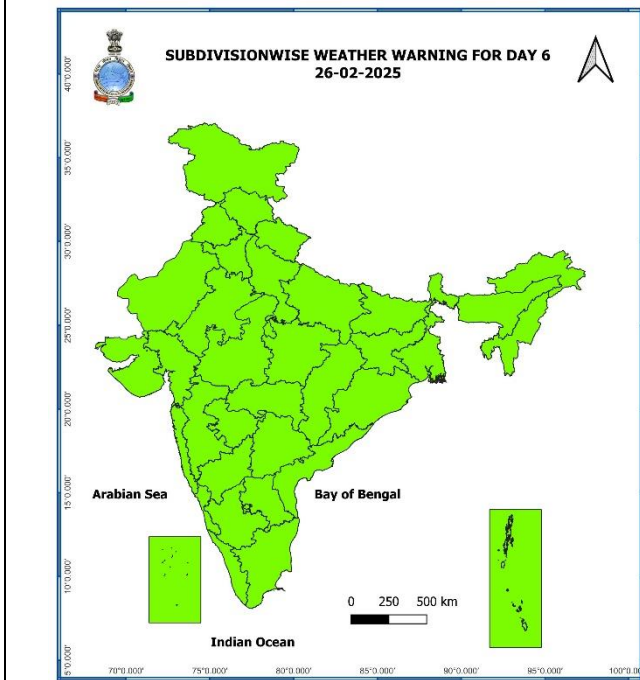 SUBDIVISIONWISE WEATHER WARNING FOR DAY 6
26-02-2025
40°0.000'
35°0.000'
30°0.000'
25°0.000'
20°0.000'
15°0.000'
10°0.000'
5°0.000'
Arabian Sea
Bay of Bengal
0 250 500 km
Indian Ocean
70°0.000' 75°0.000' 80°0.000' 85°0.000' 90°0.000' 95°0.000'